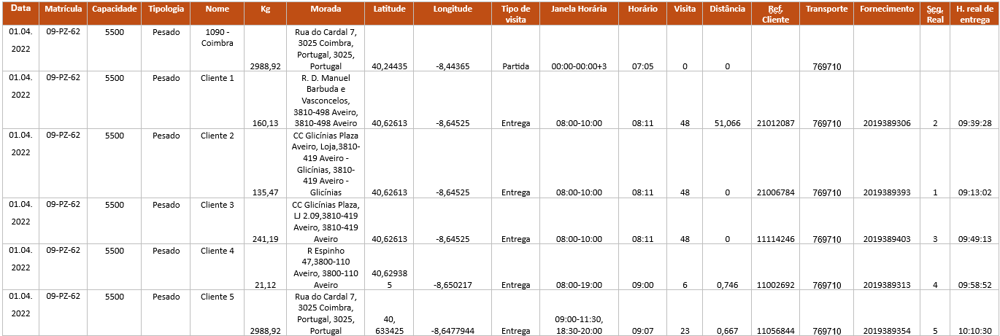 Data Matrícula Capacidade Tipologia Nome Kg Morada Latitude Longitude Tipo de visita Janela Horária Horário Visita Distância Ref. Cliente Transporte Fornecimento Seq. Real H. real de entrega
01.04. 2022 09-PZ-62 5500 Pesado 1090 - Coimbra 2988,92 Rua do Cardal 7, 3025 Coimbra, Portugal, 3025, Portugal 40,24435 -8,44365 Partida 00:00-00:00+3 07:05 0 0 769710
01.04. 2022 09-PZ-62 5500 Pesado Cliente 1 160,13 R. D. Manuel Barbuda e Vasconcelos, 3810-498 Aveiro, 3810-498 Aveiro 40,62613 -8,64525 Entrega 08:00-10:00 08:11 48 51,066 21012087 769710 2019389306 2 09:39:28
01.04. 2022 09-PZ-62 5500 Pesado Cliente 2 135,47 CC Glicínias Plaza Aveiro, Loja,3810-419 Aveiro - Glicínias, 3810-419 Aveiro - Glicínias 40,62613 -8,64525 Entrega 08:00-10:00 08:11 48 0 21006784 769710 2019389393 1 09:13:02
01.04. 2022 09-PZ-62 5500 Pesado Cliente 3 241,19 CC Glicínias Plaza, LJ 2.09,3810-419 Aveiro, 3810-419 Aveiro 40,62613 -8,64525 Entrega 08:00-10:00 08:11 48 0 11114246 769710 2019389403 3 09:49:13
01.04. 2022 09-PZ-62 5500 Pesado Cliente 4 21,12 R Espinho 47,3800-110 Aveiro, 3800-110 Aveiro 40,629385 -8,650217 Entrega 08:00-19:00 09:00 6 0,746 11002692 769710 2019389313 4 09:58:52
01.04. 2022 09-PZ-62 5500 Pesado Cliente 5 2988,92 Rua do Cardal 7, 3025 Coimbra, Portugal, 3025, Portugal 40, 633425 -8,6477944 Entrega 09:00-11:30, 18:30-20:00 09:07 23 0,667 11056844 769710 2019389354 5 10:10:30